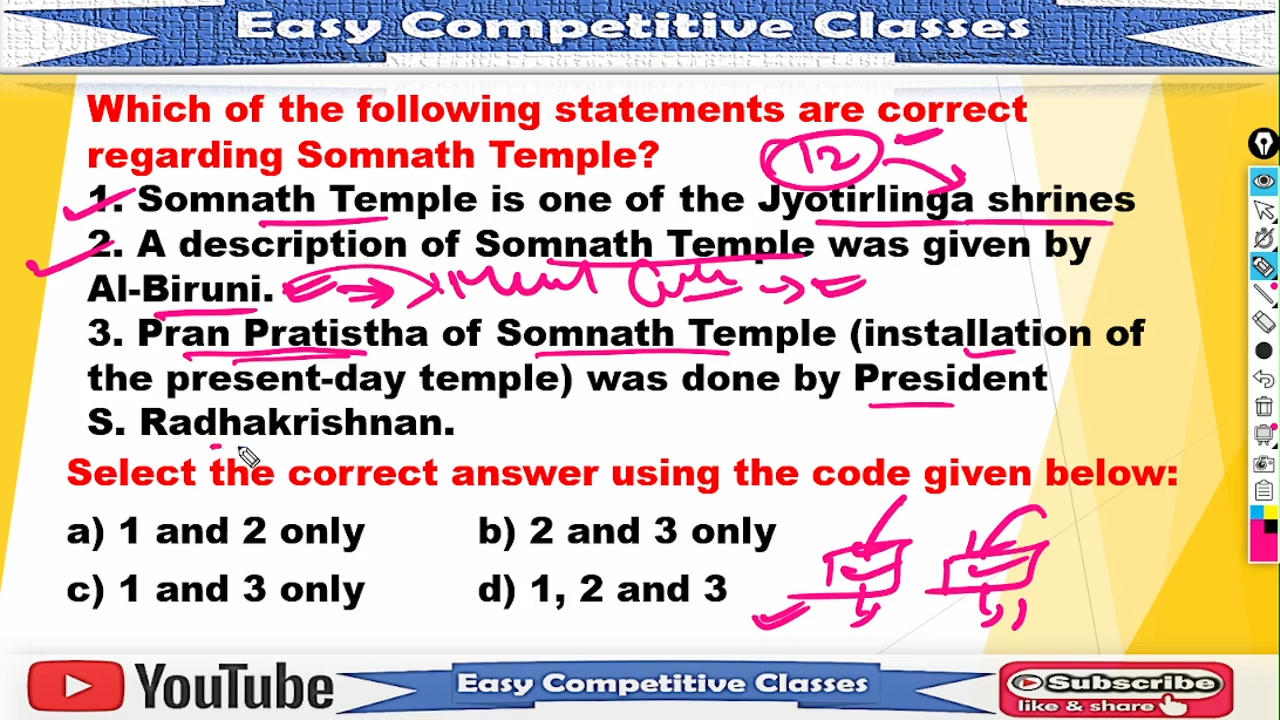 Easy Competitive Classes
Which of the following statements are correct
regarding Somnath Temple?
12
1. Somnath Temple is one of the Jyotirlinga shrines
2. A description of Somnath Temple was given by
Al-Biruni.
3. Pran Pratistha of Somnath Temple (installation of
the present-day temple) was done by President
S. Radhakrishnan.
Select the correct answer using the code given below:
a) 1 and 2 only b) 2 and 3 only
c) 1 and 3 only d) 1, 2 and 3
YouTube
Easy Competitive Classes
Subscribe
like & share